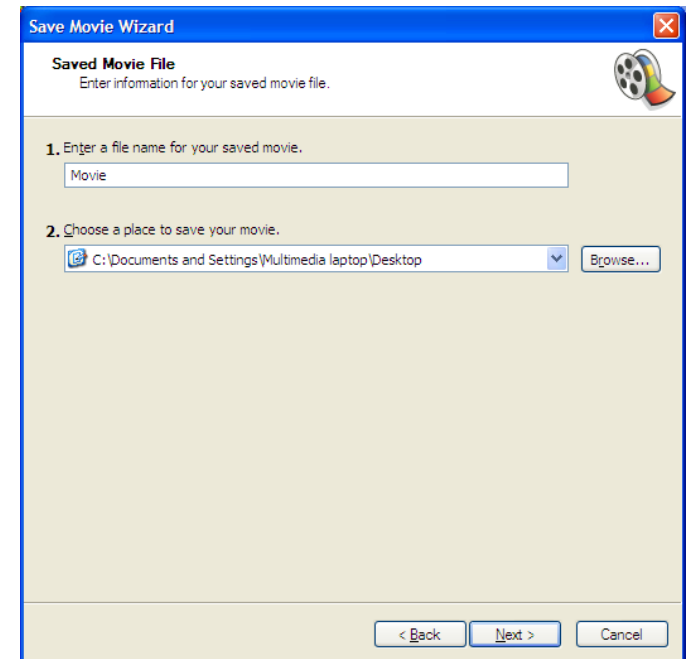 Save Movie Wizard
Saved Movie File
Enter information for your saved movie file.
1. Enter a file name for your saved movie.
Movie
2. Choose a place to save your movie.
C:\Documents and Settings\Multimedia laptop\Desktop
Browse...
< Back
Next >
Cancel